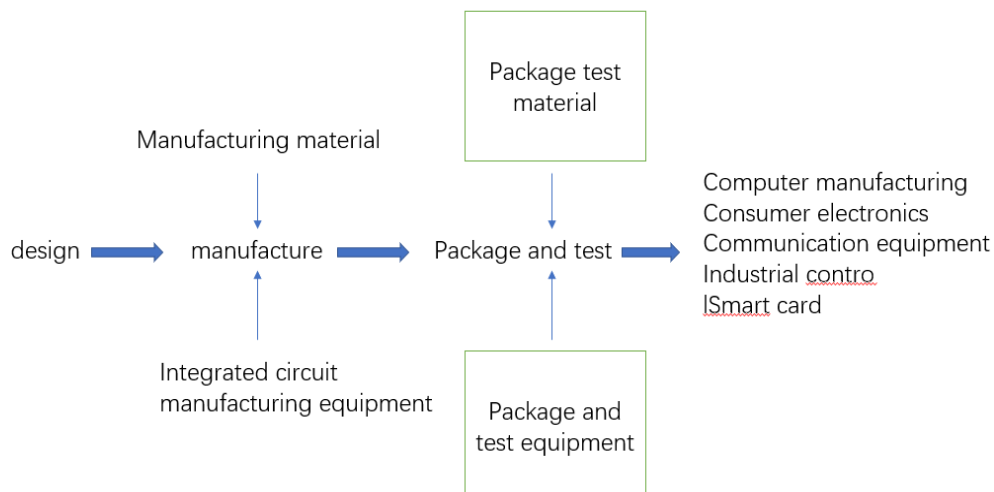 Package test
material
Manufacturing material
Computer manufacturing
Consumer electronics
Communication equipment
Industrial contro
lSmart card
design
manufacture
Package and test
Integrated circuit
manufacturing equipment
Package and
test equipment